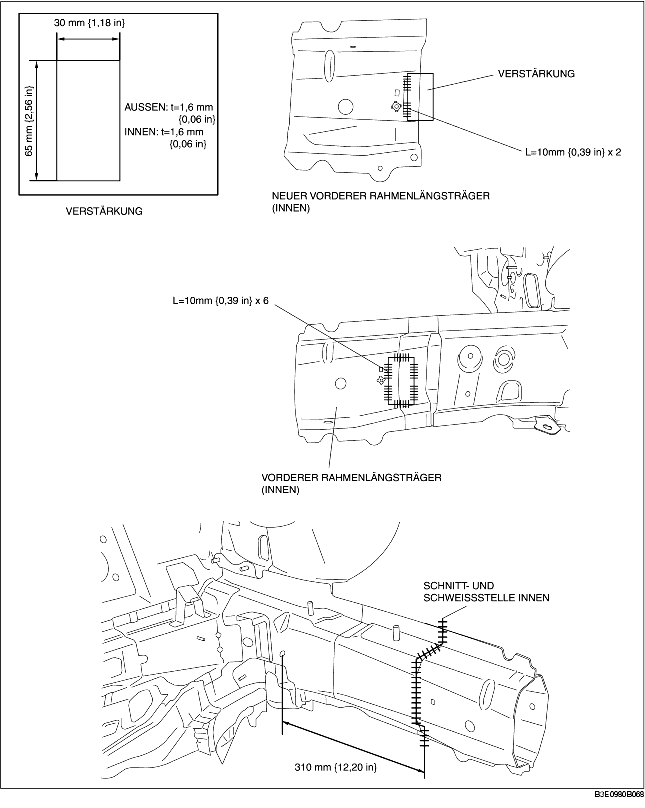 30 mm {1,18 in}
65 mm {2,56 in}
AUSSEN: t=1,6 mm
{0,06 in}
INNEN: t=1,6 mm
{0,06 in}
VERSTÄRKUNG
VERSTÄRKUNG
L=10mm {0,39 in} x 2
NEUER VORDERER RAHMENLÄNGSTRÄGER
(INNEN)
L=10mm {0,39 in} x 6
VORDERER RAHMENLÄNGSTRÄGER
(INNEN)
SCHNITT- UND
SCHWEISSSTELLE INNEN
310 mm {12,20 in}
B3E0980B068